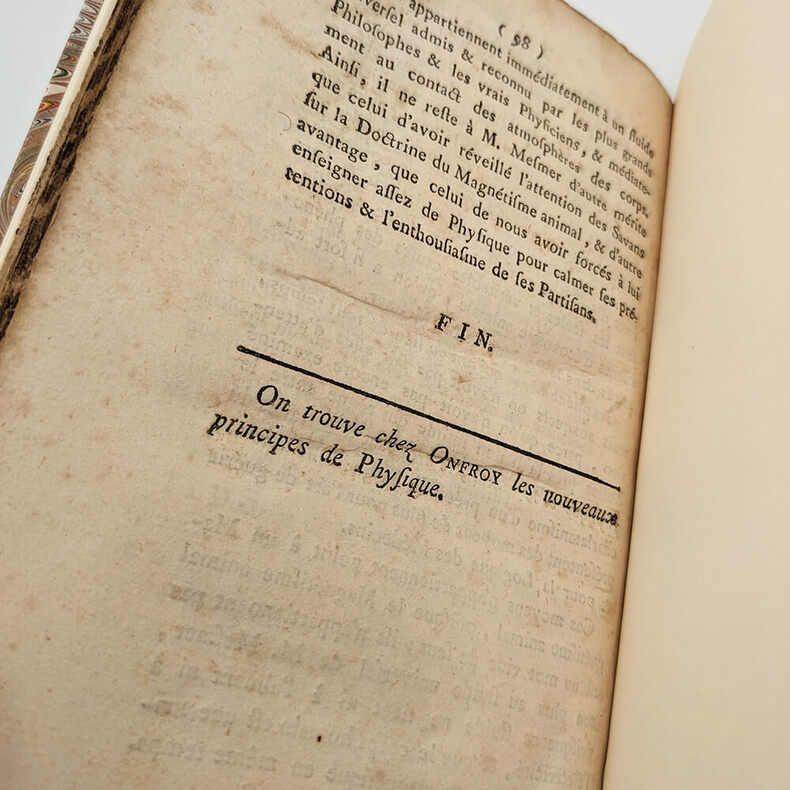 ( 98 )
appartiennent immédiatement à un fluide
universel admis & reconnu par les plus grands
Philoſophes & les vrais Phyſiciens, & médiate-
ment au contact des atmoſphères des corps.
Ainſi, il ne reſte à M. Meſmer d'autre mérite
que celui d'avoir réveillé l'attention des Savans
ſur la Doctrine du Magnétiſme animal, & d'autre
avantage, que celui de nous avoir forcés à lui
enſeigner aſſez de Phyſique pour calmer ſes pré-
tentions & l'enthouſiaſme de ſes Partiſans.
FIN.
On trouve chez ONFROY les nouveaux
principes de Phyſique.